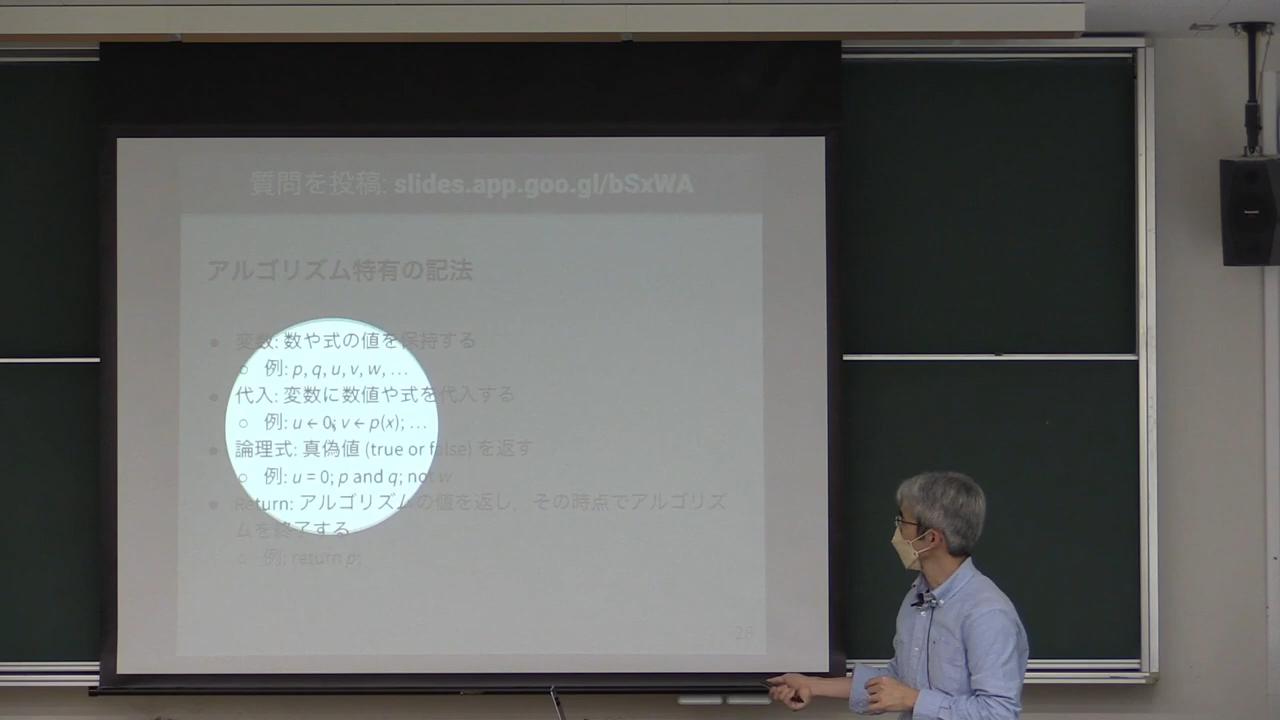 質問を投稿: slides.app.goo.gl/bSxWA
アルゴリズム特有の記法
● 変数: 数や式の値を保持する
○ 例: p, q, u, v, w, …
● 代入: 変数に数値や式を代入する
○ 例: u ← 0; v ← p(x); …
● 論理式: 真偽値 (true or false) を返す
○ 例: u = 0; p and q; not w
● Return: アルゴリズムの値を返し，その時点でアルゴリズ
ムを終了する
○ 例: return p;
28